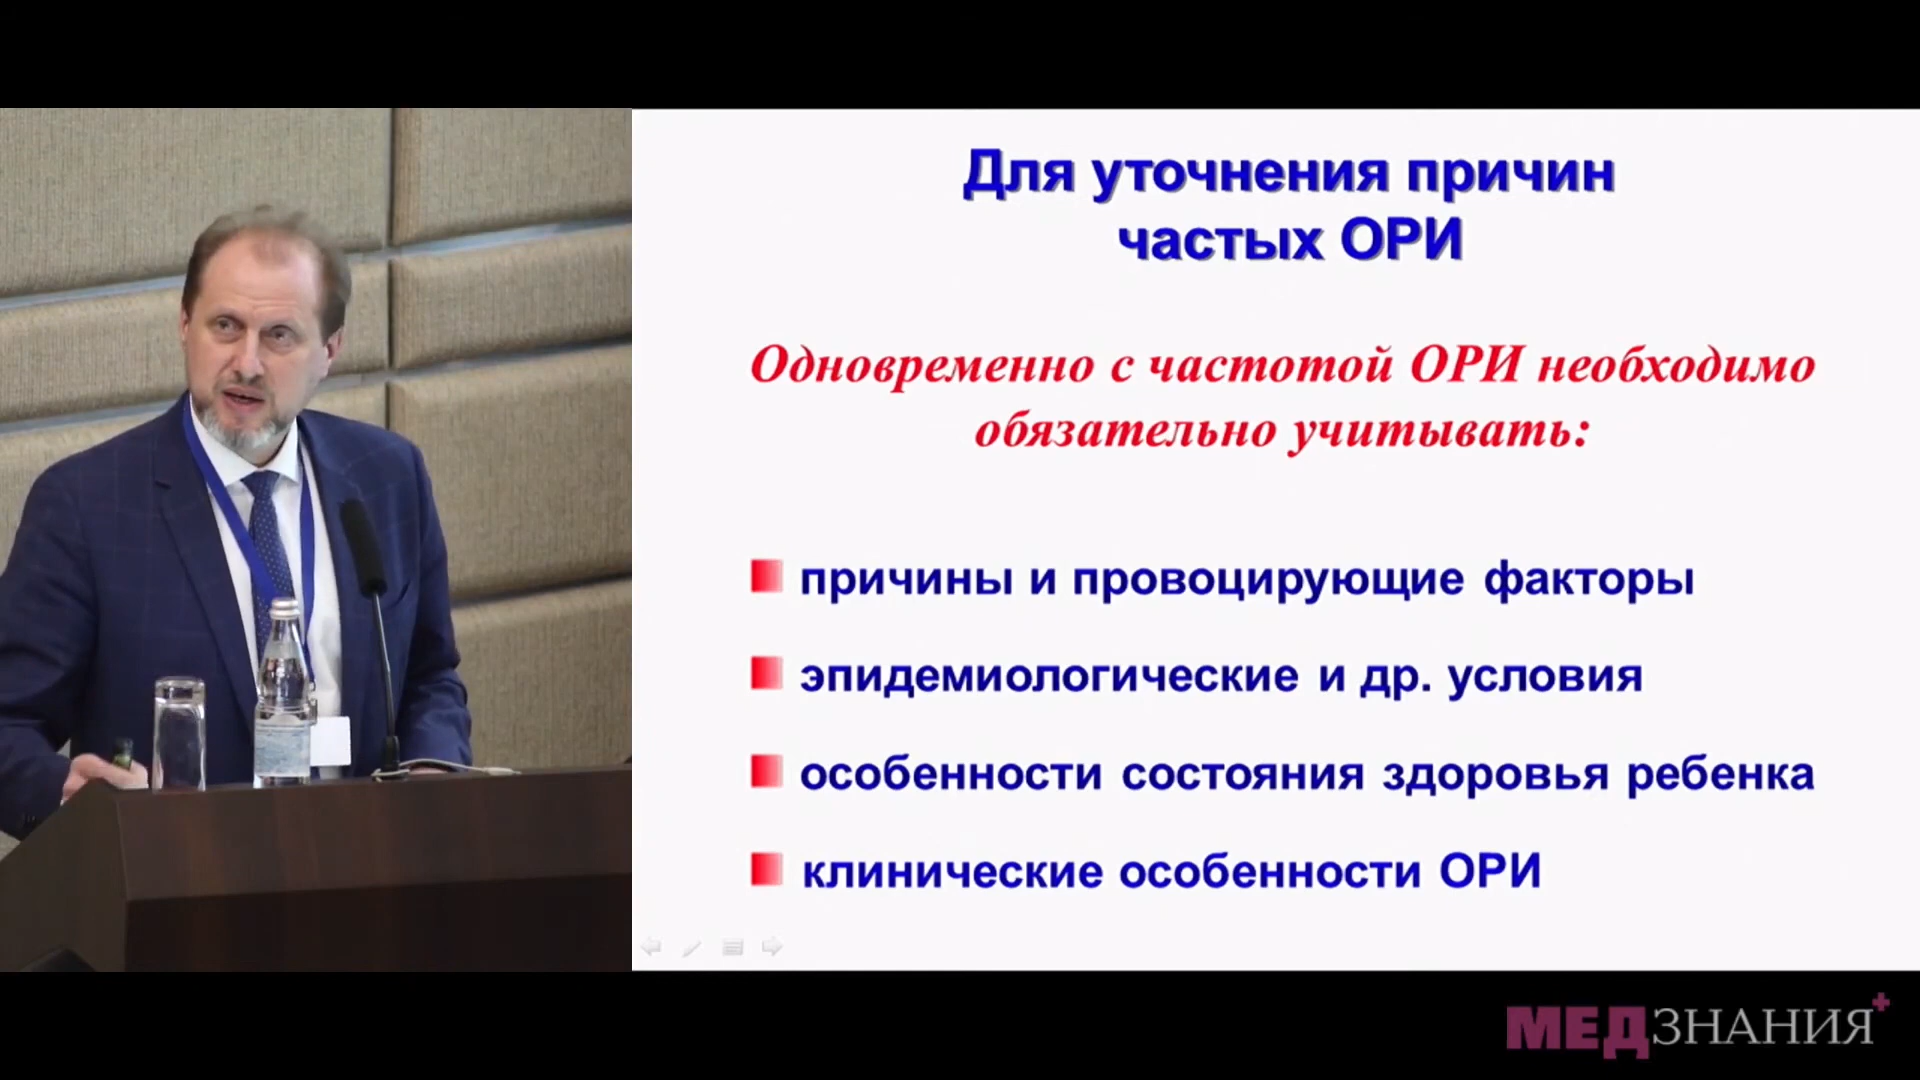 Для уточнения причин
частых ОРИ
Одновременно с частотой ОРИ необходимо
обязательно учитывать:
причины и провоцирующие факторы
эпидемиологические и др. условия
особенности состояния здоровья ребенка
клинические особенности ОРИ
МЕДЗНАНИЯ+